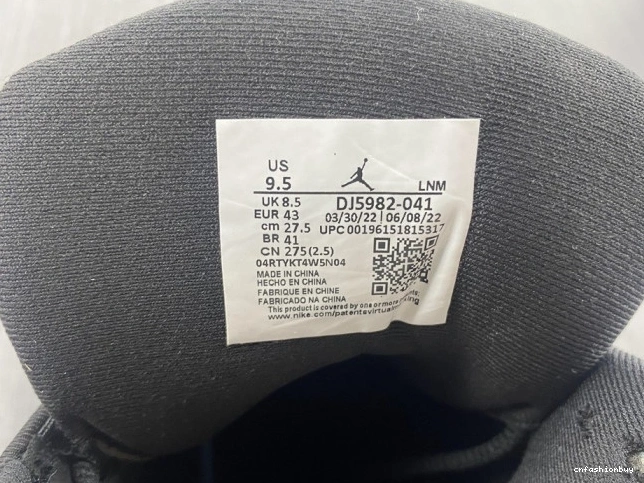 US
9.5
LNM
UK 8.5
DJ5982-041
EUR 43
03/30/22 | 06/08/22
cm 27.5
UPC 00196151815317
BR 41
CN 275(2.5)
04RTYKT4W5N04
MADE IN CHINA
HECHO EN CHINA
FABRIQUE EN CHINE
FABRICADO NA CHINA
This product is covered by one or more
www.nike.com/patentsvirtual
cnfashionbuy